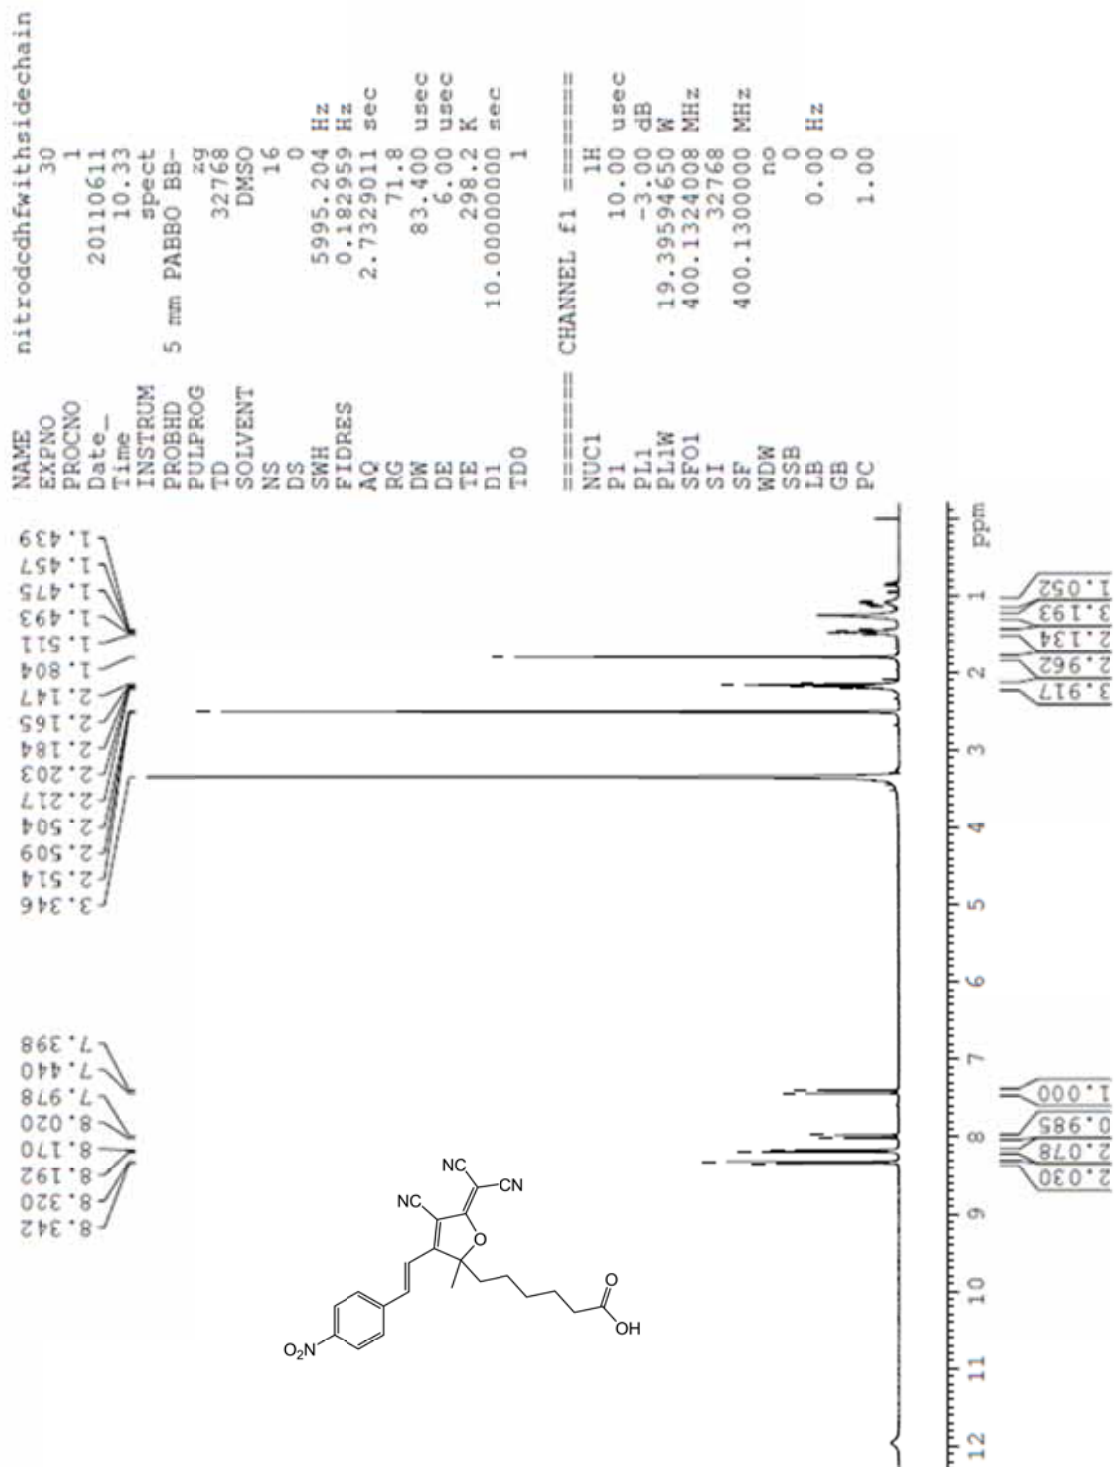 NAME nitrodcdhfwithsidechain
EXPNO 30
PROCNO 1
Date_ 20110611
Time 10.33
INSTRUM spect
PROBHD 5 mm PABBO BB-
PULPROG zg
TD 32768
SOLVENT DMSO
NS 16
DS 0
SWH 5995.204 Hz
FIDRES 0.182959 Hz
AQ 2.7329011 sec
RG 71.8
DW 83.400 usec
DE 6.00 usec
TE 298.2 K
D1 10.00000000 sec
TD0 1
======== CHANNEL f1 ========
NUC1 1H
P1 10.00 usec
PL1 -3.00 dB
PL1W 19.39594650 W
SFO1 400.1324008 MHz
SI 32768
SF 400.1300000 MHz
WDW no
SSB 0
LB 0.00 Hz
GB 0
PC 1.00
8.342
8.320
8.192
8.170
8.020
7.978
7.440
7.398
3.346
2.514
2.509
2.504
2.217
2.203
2.184
2.165
2.147
1.804
1.511
1.493
1.475
1.457
1.439
NC
CN
NC
O
O
OH
O2N
12 11 10 9 8 7 6 5 4 3 2 1 ppm
2.030
2.078
0.985
1.000
3.917
2.962
2.134
3.193
1.052